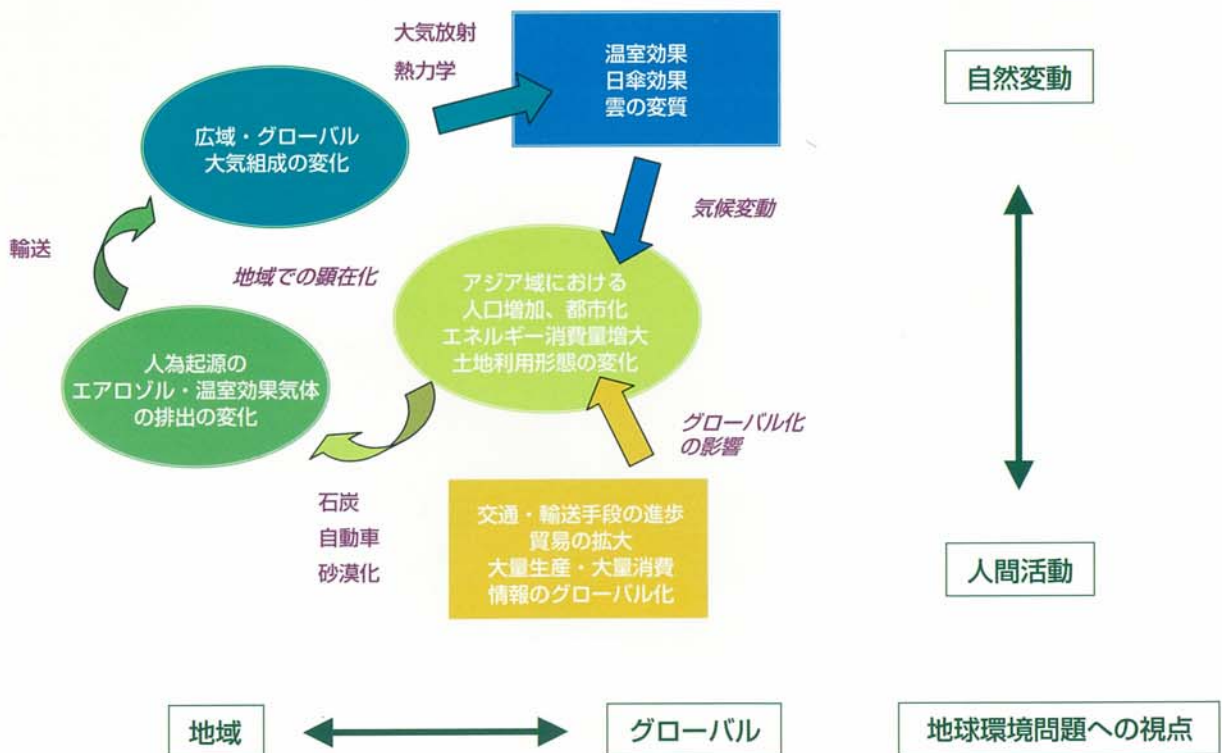 大気放射
熱力学
温室効果
日傘効果
雲の変質
自然変動
広域・グローバル
大気組成の変化
気候変動
輸送
地域での顕在化
アジア域における
人口増加、都市化
エネルギー消費量増大
土地利用形態の変化
人為起源の
エアロゾル・温室効果気体
の排出の変化
グローバル化
の影響
石炭
自動車
砂漠化
交通・輸送手段の進歩
貿易の拡大
大量生産・大量消費
情報のグローバル化
人間活動
地域
グローバル
地球環境問題への視点